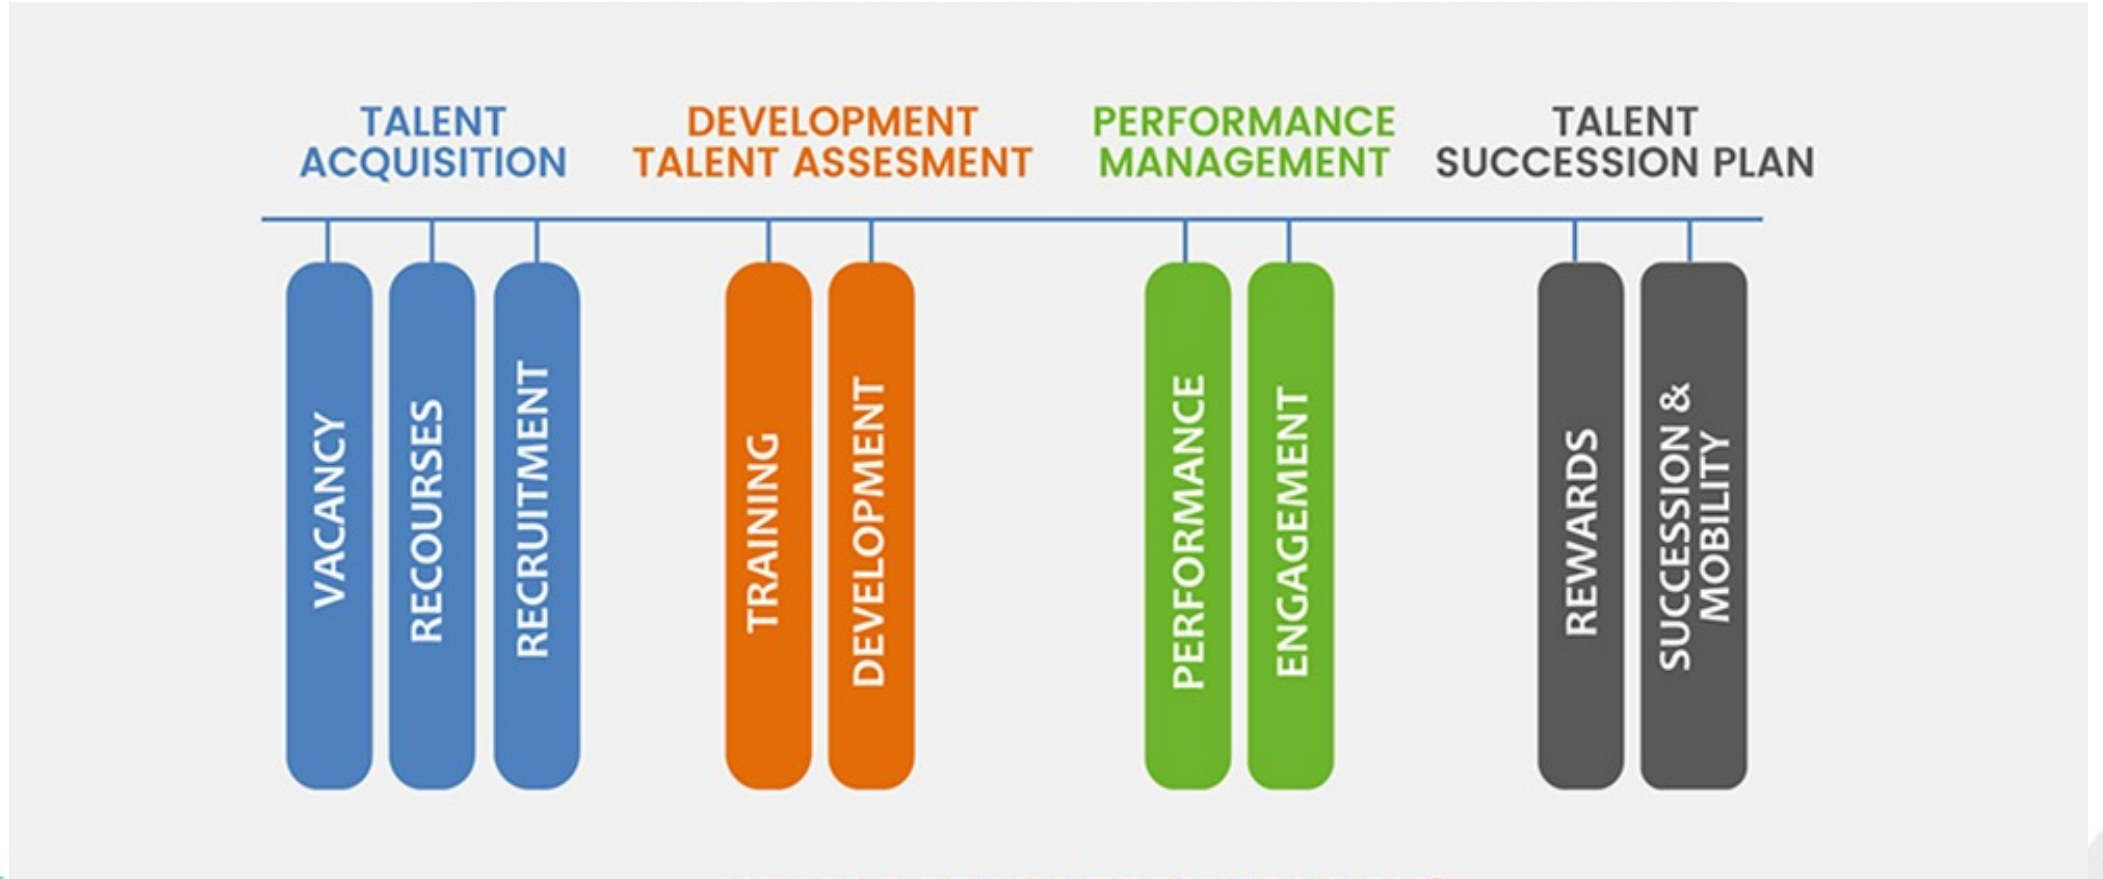 TALENT
ACQUISITION
DEVELOPMENT
TALENT ASSESMENT
PERFORMANCE
MANAGEMENT
TALENT
SUCCESSION PLAN
VACANCY
RECOURSES
RECRUITMENT
TRAINING
DEVELOPMENT
PERFORMANCE
ENGAGEMENT
REWARDS
SUCCESSION &
MOBILITY